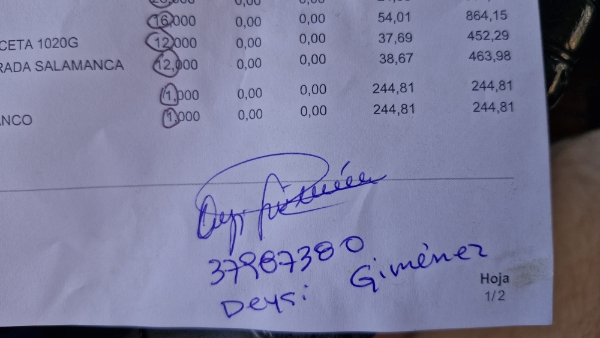 16,000 0,00 0,00 54,01 864,15
CETA 1020G 12,000 0,00 0,00 37,69 452,29
RADA SALAMANCA 12,000 0,00 0,00 38,67 463,98
1,000 0,00 0,00 244,81 244,81
ANCO 1,000 0,00 0,00 244,81 244,81
37987380
Deysi Giménez
Hoja
1/2